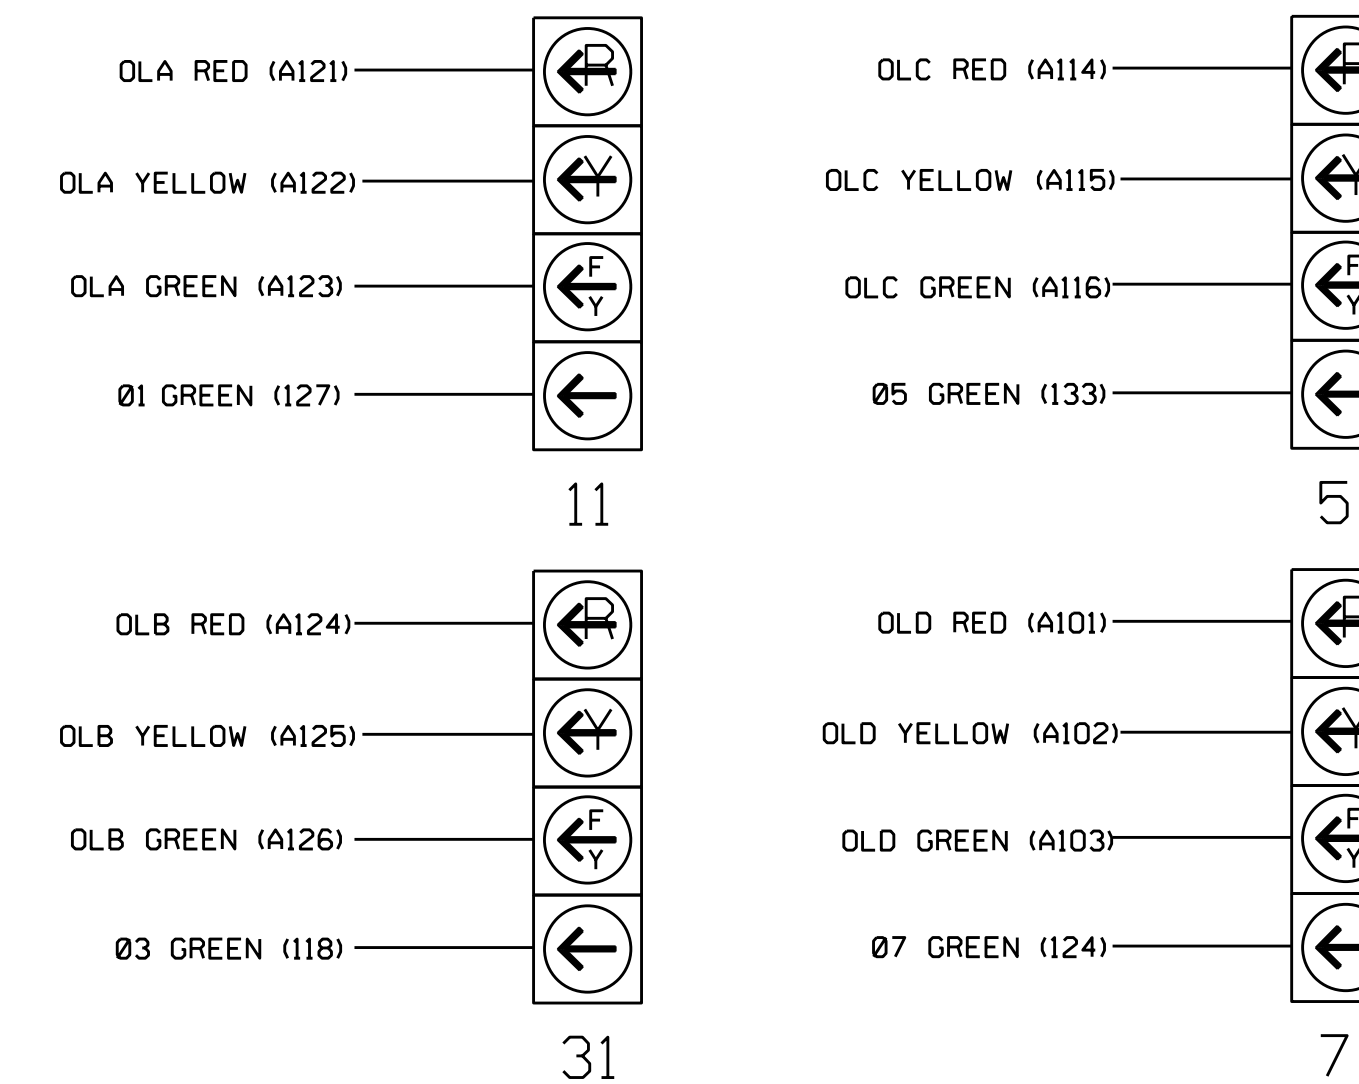 OLA RED (A121)
R
OLA YELLOW (A122)
Y
OLA GREEN (A123)
F
Y
Ø1 GREEN (127)
11
OLC RED (A114)
R
OLC YELLOW (A115)
Y
OLC GREEN (A116)
F
Y
Ø5 GREEN (133)
5
OLB RED (A124)
R
OLB YELLOW (A125)
Y
OLB GREEN (A126)
F
Y
Ø3 GREEN (118)
31
OLD RED (A101)
R
OLD YELLOW (A102)
Y
OLD GREEN (A103)
F
Y
Ø7 GREEN (124)
7